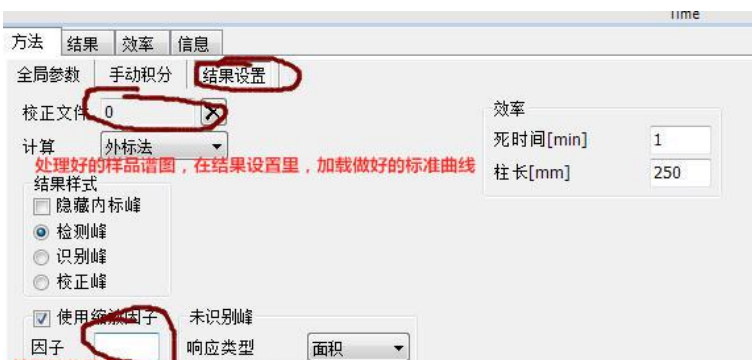 Time
方法 结果 效率 信息
全局参数 手动积分 结果设置
校正文件 0
计算 外标法
处理好的样品谱图，在结果设置里，加载做好的标准曲线
效率
死时间[min] 1
柱长[mm] 250
结果样式
隐藏内标峰
检测峰
识别峰
校正峰
使用缩放因子 未识别峰
因子 响应类型 面积